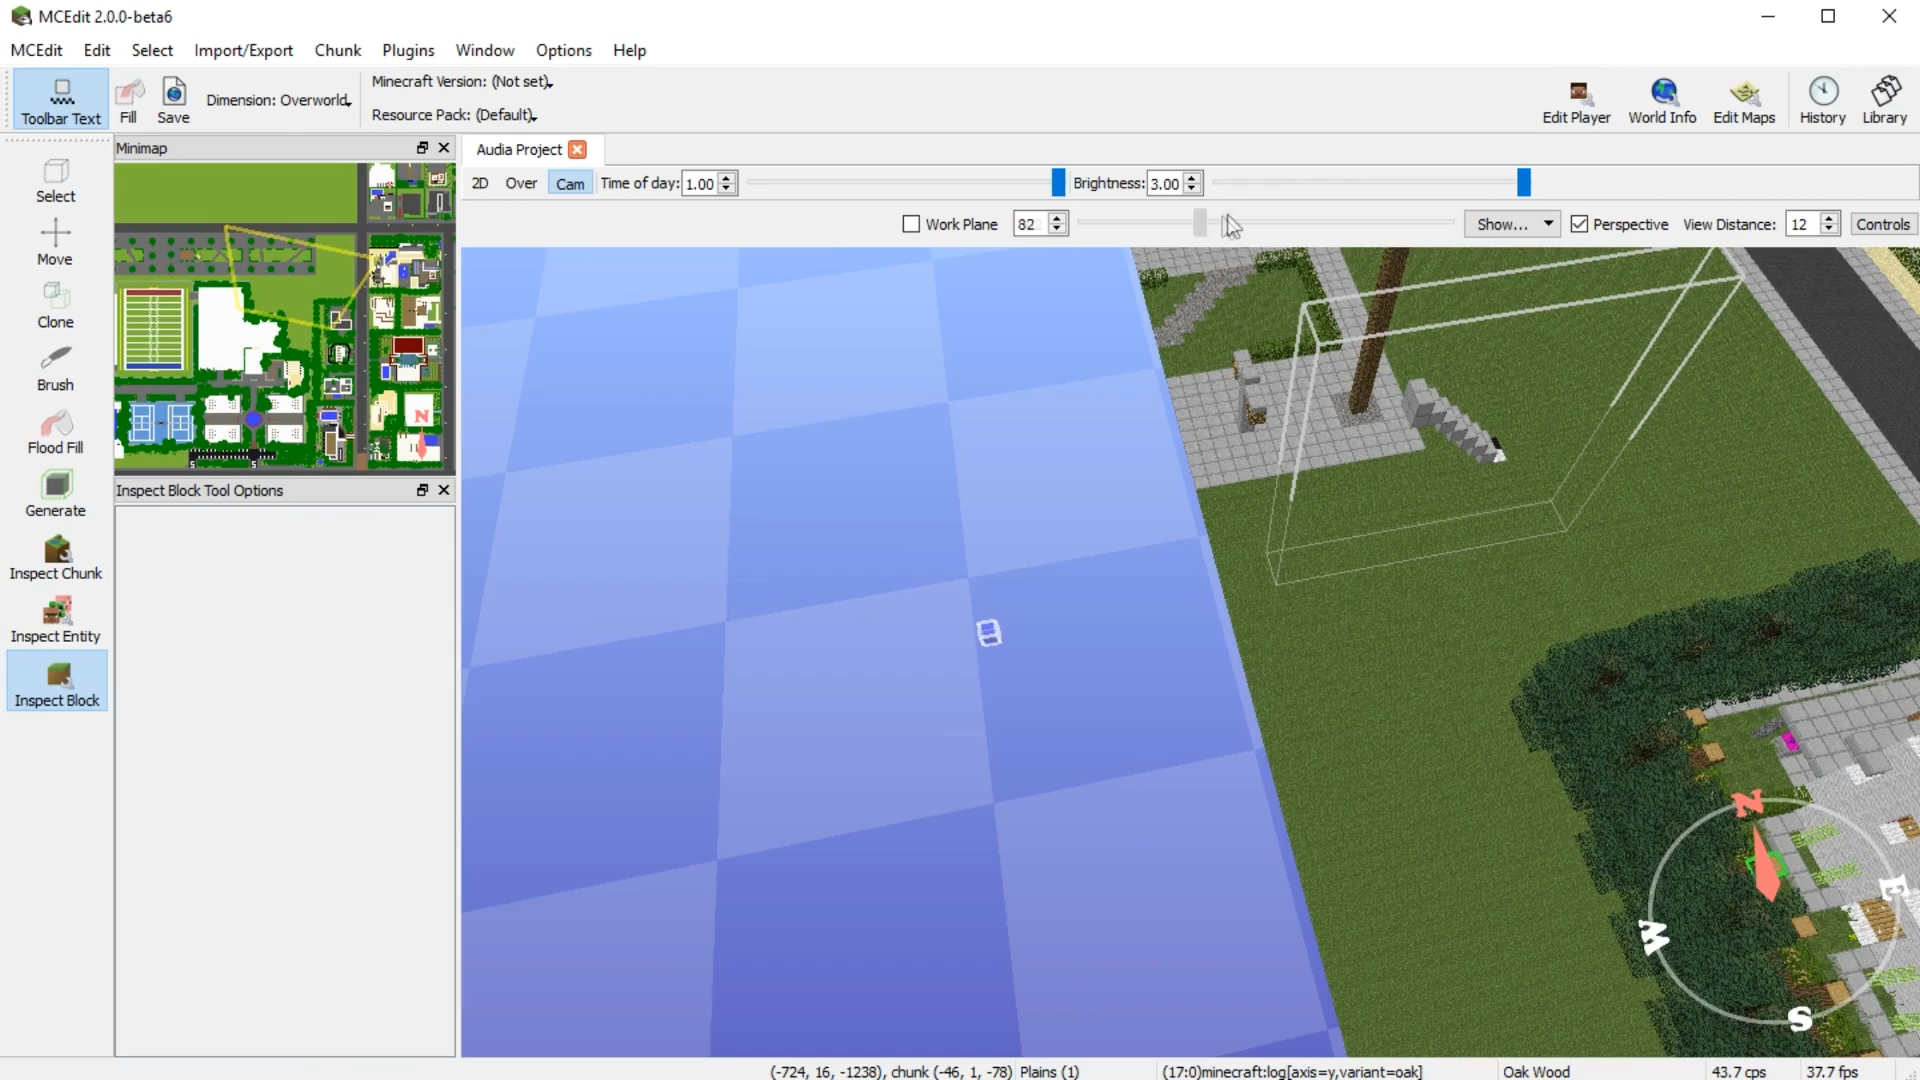 MCEdit 2.0.0-beta6
MCEdit Edit Select Import/Export Chunk Plugins Window Options Help
Toolbar Text
Fill
Save
Dimension: Overworld
Minecraft Version: (Not set)
Resource Pack: (Default)
Edit Player
World Info
Edit Maps
History
Library
Minimap
Audia Project
2D Over Cam Time of day: 1.00 Brightness: 3.00
Work Plane 82 Show... Perspective View Distance: 12 Controls
Select
Move
Clone
Brush
Flood Fill
Generate
Inspect Chunk
Inspect Entity
Inspect Block
N
Inspect Block Tool Options
N
E
W
S
(-724, 16, -1238), chunk (-46, 1, -78) Plains (1) (17:0)minecraft:log[axis=y,variant=oak] Oak Wood 43.7 cps 37.7 fps